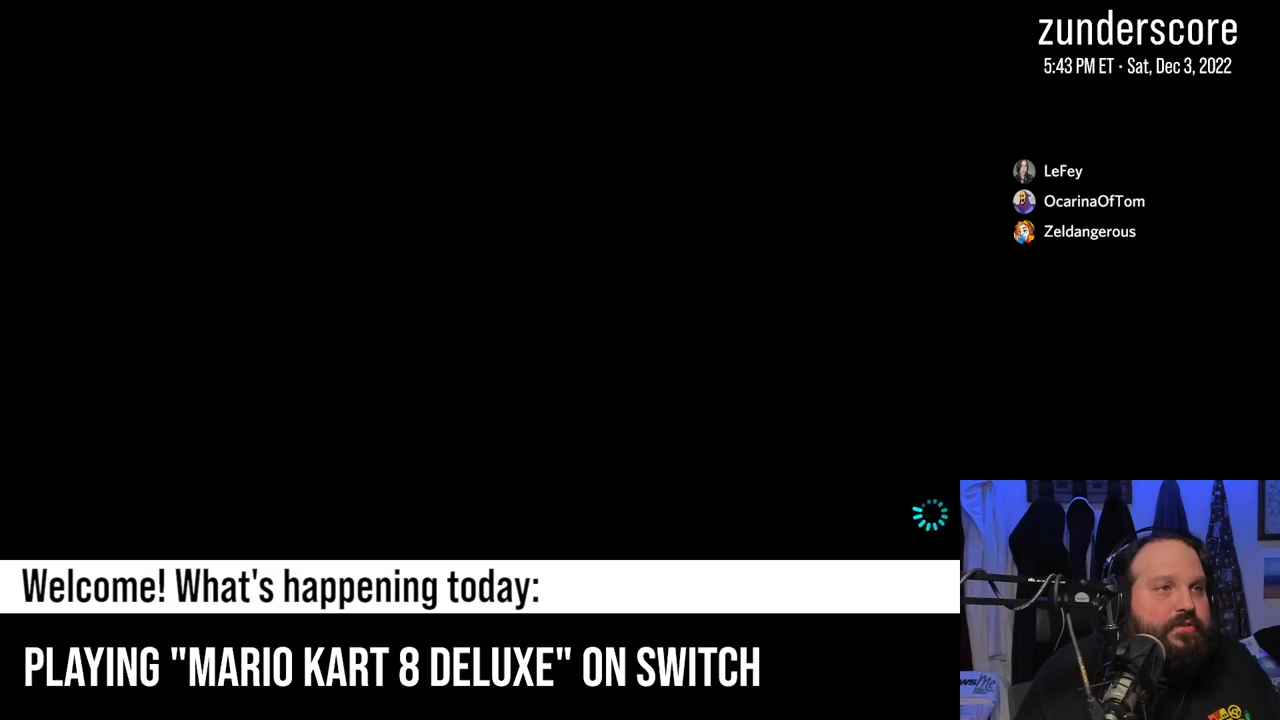 zunderscore
5:43 PM ET · Sat, Dec 3, 2022
LeFey
OcarinaOfTom
Zeldangerous
Welcome! What's happening today:
PLAYING "MARIO KART 8 DELUXE" ON SWITCH